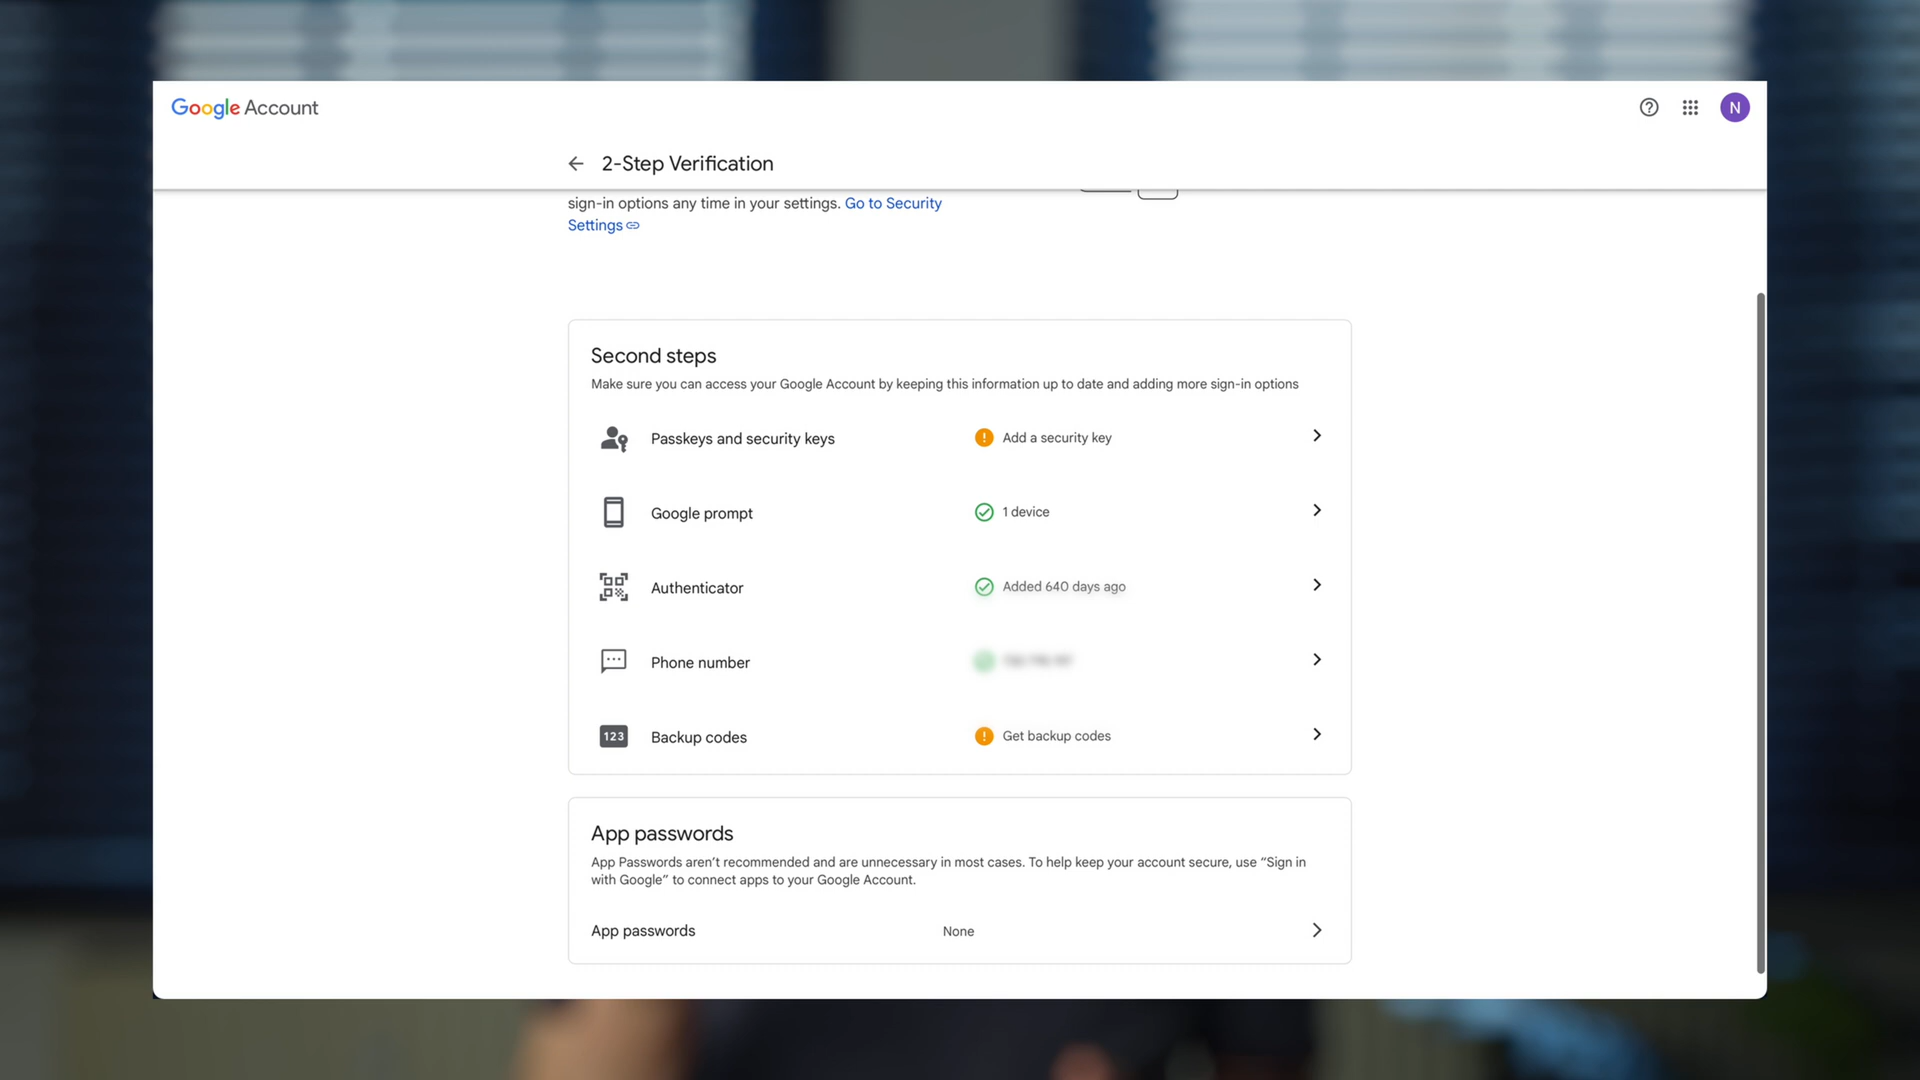 Google Account
N
2-Step Verification
sign-in options any time in your settings. Go to Security
Settings
Second steps
Make sure you can access your Google Account by keeping this information up to date and adding more sign-in options
Passkeys and security keys
Add a security key
Google prompt
1 device
Authenticator
Added 640 days ago
Phone number
123
Backup codes
Get backup codes
App passwords
App Passwords aren't recommended and are unnecessary in most cases. To help keep your account secure, use “Sign in
with Google” to connect apps to your Google Account.
App passwords
None